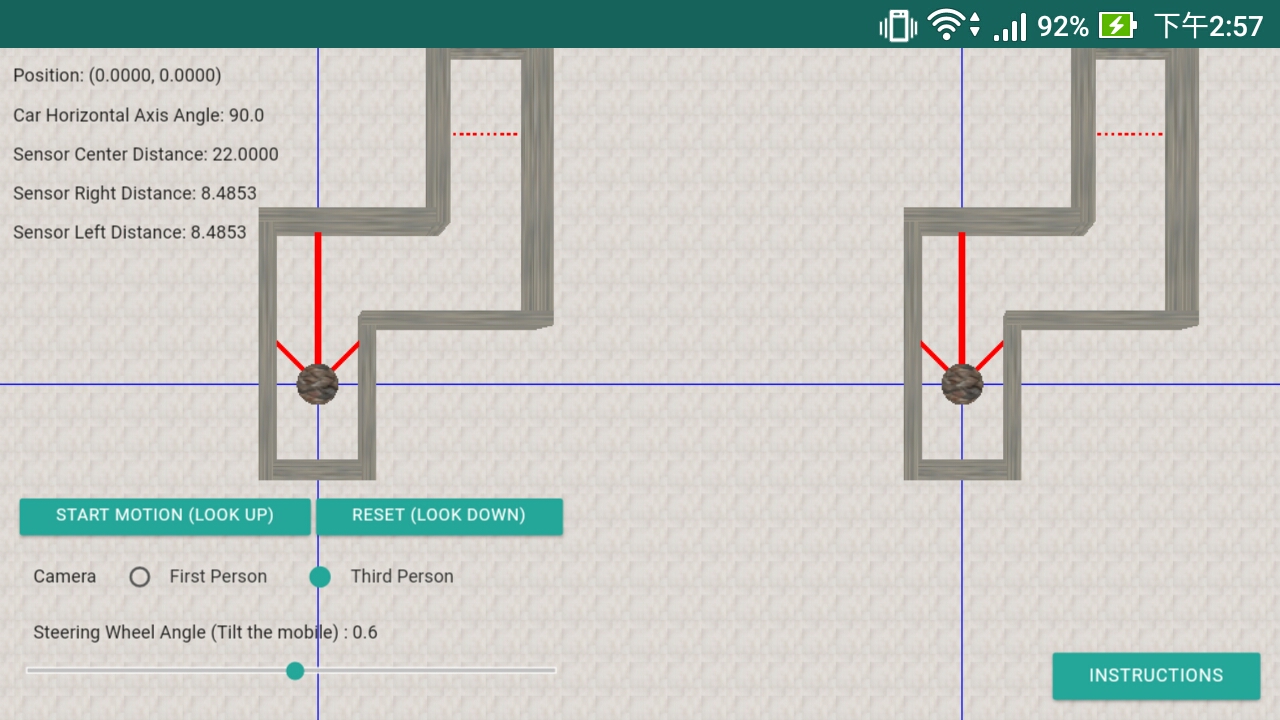 92% 下午2:57
Position: (0.0000, 0.0000)
Car Horizontal Axis Angle: 90.0
Sensor Center Distance: 22.0000
Sensor Right Distance: 8.4853
Sensor Left Distance: 8.4853
START MOTION (LOOK UP) RESET (LOOK DOWN)
Camera First Person Third Person
Steering Wheel Angle (Tilt the mobile) : 0.6
INSTRUCTIONS